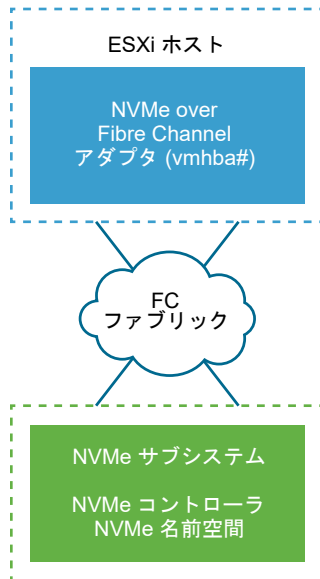 ESXi ホスト
NVMe over
Fibre Channel
アダプタ (vmhba#)
FC
ファブリック
NVMe サブシステム
NVMe コントローラ
NVMe 名前空間